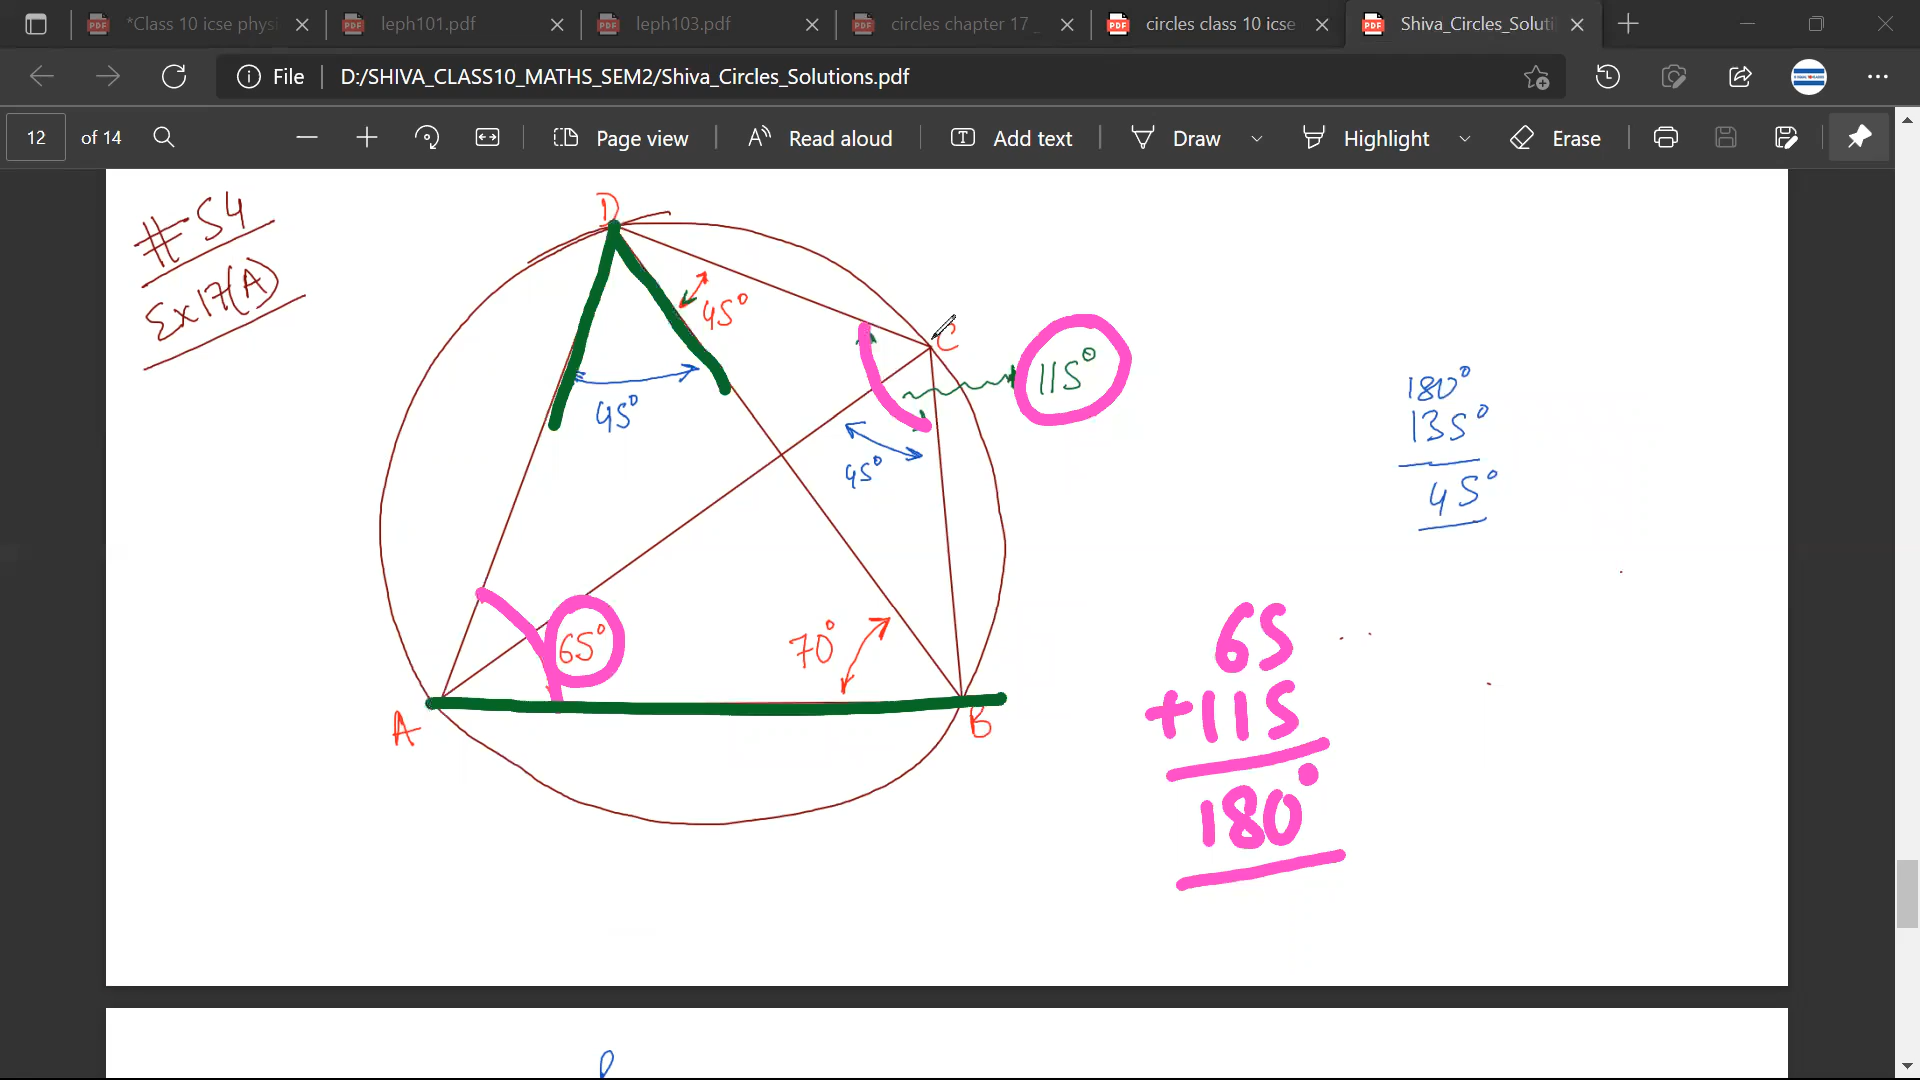 *Class 10 icse physi
leph101.pdf
leph103.pdf
circles chapter 17_
circles class 10 icse
Shiva_Circles_Soluti
File
D:/SHIVA_CLASS10_MATHS_SEM2/Shiva_Circles_Solutions.pdf
12 of 14
Page view
Read aloud
Add text
Draw
Highlight
Erase
#54
Ex17(A)
D
45°
C
115°
45°
45°
180°
135°
45°
65°
70°
A
B
65
+115
180°